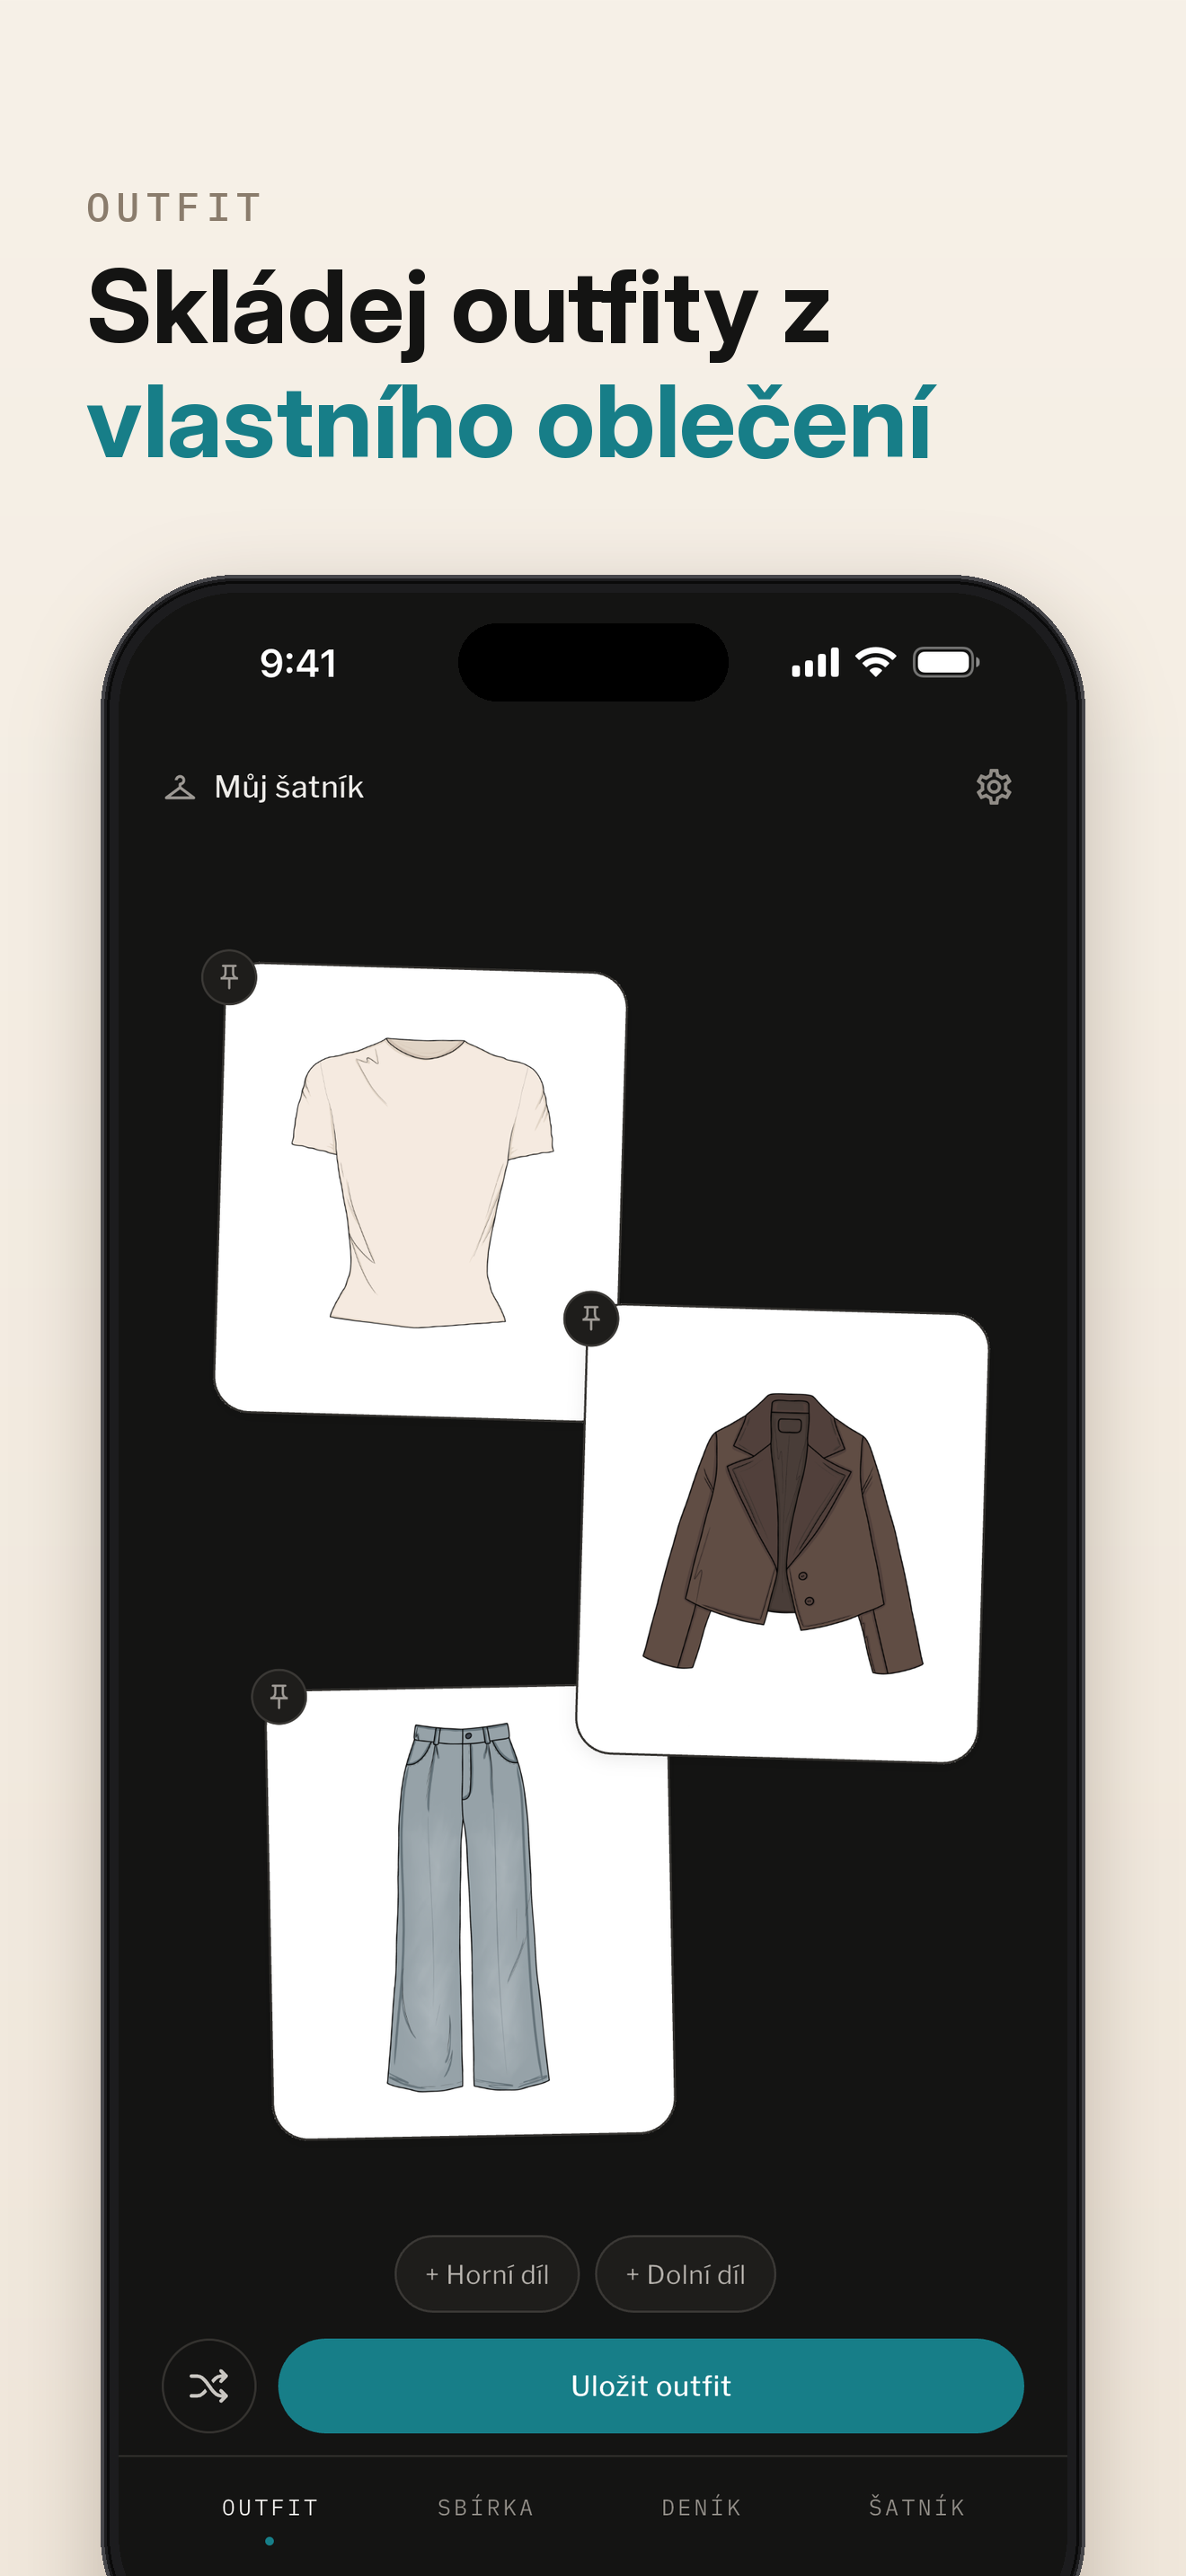 OUTFIT
Skládej outfity z
vlastního oblečení
9:41
Můj šatník
+ Horní díl
+ Dolní díl
Uložit outfit
OUTFIT
SBÍRKA
DENÍK
ŠATNÍK